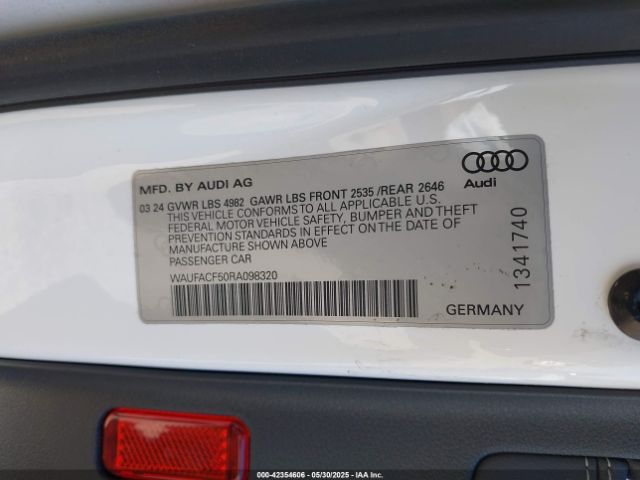 MFD. BY AUDI AG
Audi
03 24 GVWR LBS 4982 GAWR LBS FRONT 2535 /REAR 2646
THIS VEHICLE CONFORMS TO ALL APPLICABLE U.S.
FEDERAL MOTOR VEHICLE SAFETY, BUMPER AND THEFT
PREVENTION STANDARDS IN EFFECT ON THE DATE OF
MANUFACTURE SHOWN ABOVE
PASSENGER CAR
WAUFACF50RA098320
1341740
GERMANY
000-42354606 - 05/30/2025 - IAAI Corp.